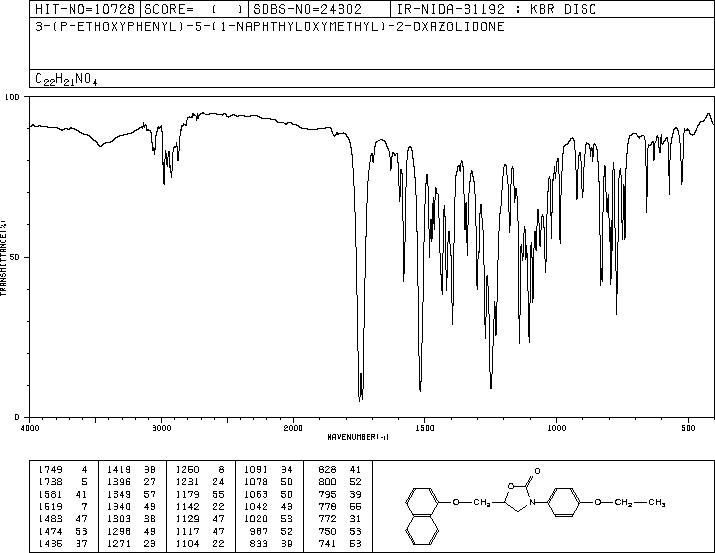 HIT-NO=10728 SCORE= ( ) SDBS-NO=24302 IR-NIDA-31192 : KBR DISC
3-(P-ETHOXYPHENYL)-5-(1-NAPHTHYLOXYMETHYL)-2-OXAZOLIDONE
C22H21NO4
100
50
0
TRANSMITTANCE(%)
4000 3000 2000 1500 1000 500
WAVENUMBER(-1)
1749 4 1419 38 1250 8 1091 34 828 41
1738 5 1396 27 1231 24 1078 50 800 52
1581 41 1349 57 1179 55 1063 50 795 39
1519 7 1340 49 1142 22 1042 43 778 55
1483 47 1303 38 1129 47 1020 53 772 31
1474 53 1298 49 1117 47 987 52 750 53
1436 37 1271 23 1104 22 833 39 741 53
O
O
O CH2 N O CH2 CH3